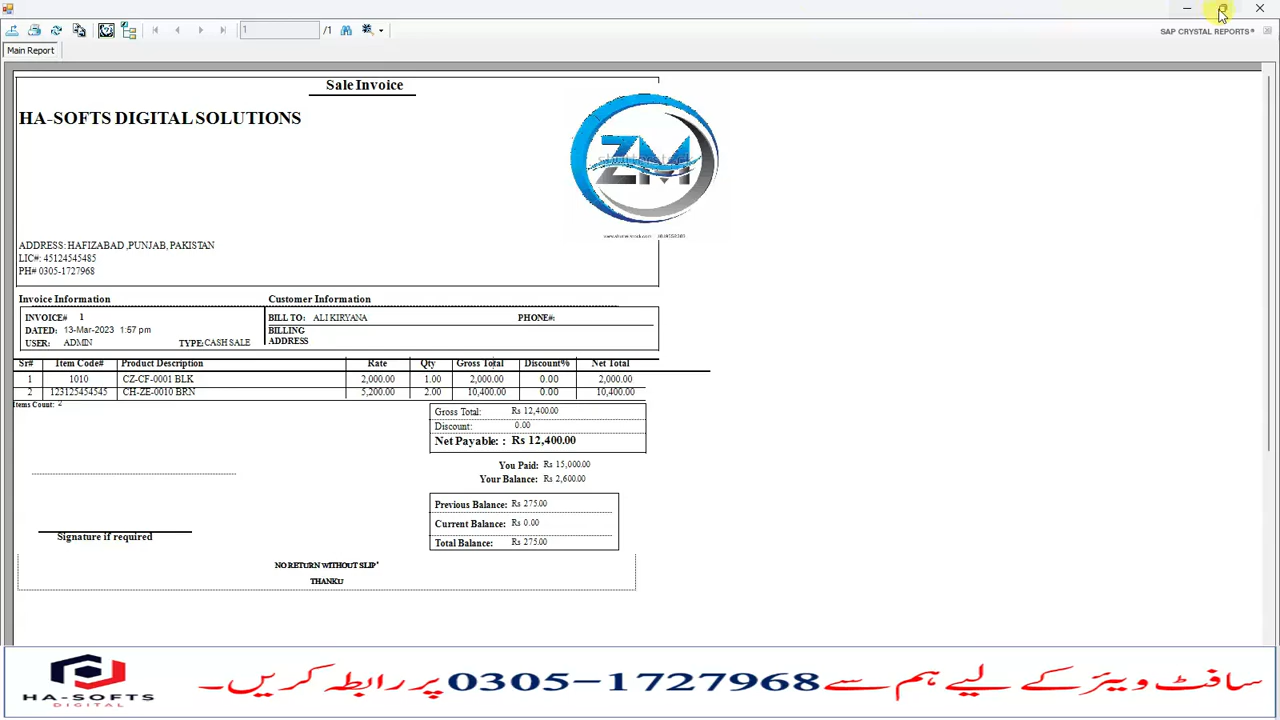 1 /1
SAP CRYSTAL REPORTS®
Main Report
Sale Invoice
HA-SOFTS DIGITAL SOLUTIONS
ZM
ADDRESS: HAFIZABAD ,PUNJAB, PAKISTAN
LIC#: 45124545485
PH# 0305-1727968
Invoice Information Customer Information
INVOICE# 1 BILL TO: ALI KIRYANA PHONE#:
DATED: 13-Mar-2023 1:57 pm BILLING
USER: ADMIN TYPE:CASH SALE ADDRESS
Sr# Item Code# Product Description Rate Qty Gross Total Discount% Net Total
1 1010 CZ-CF-0001 BLK 2,000.00 1.00 2,000.00 0.00 2,000.00
2 123125454545 CH-ZE-0010 BRN 5,200.00 2.00 10,400.00 0.00 10,400.00
Items Count: 2
Gross Total: Rs 12,400.00
Discount: 0.00
Net Payable: : Rs 12,400.00
You Paid: Rs 15,000.00
Your Balance: Rs 2,600.00
Previous Balance: Rs 275.00
Current Balance: Rs 0.00
Total Balance: Rs 275.00
Signature if required
NO RETURN WITHOUT SLIP'
THANKU
HA-SOFTS
DIGITAL
سافٹ ویئر کے لیے ہم سے 0305-1727968 پر رابطہ کریں۔